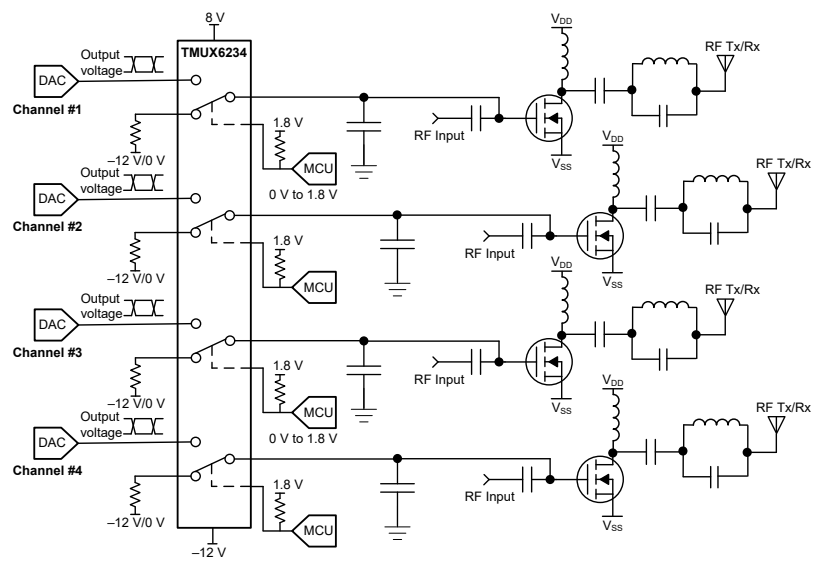 8 V
TMUX6234
Output
voltage
DAC
Channel #1
–12 V/0 V
1.8 V
MCU
0 V to 1.8 V
RF Input
V_DD
V_SS
RF Tx/Rx
Output
voltage
DAC
Channel #2
–12 V/0 V
1.8 V
MCU
RF Input
V_DD
V_SS
RF Tx/Rx
Output
voltage
DAC
Channel #3
–12 V/0 V
1.8 V
MCU
0 V to 1.8 V
RF Input
V_DD
V_SS
RF Tx/Rx
Output
voltage
DAC
Channel #4
–12 V/0 V
1.8 V
MCU
RF Input
V_DD
V_SS
RF Tx/Rx
–12 V